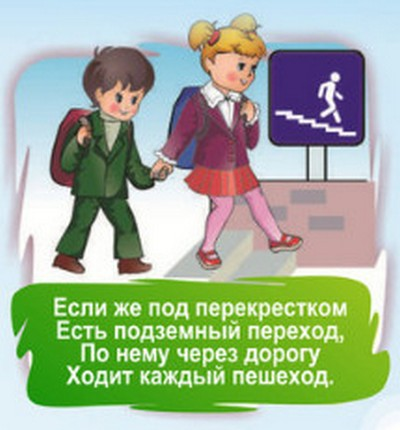 Если же под перекрестком
Есть подземный переход,
По нему через дорогу
Ходит каждый пешеход.